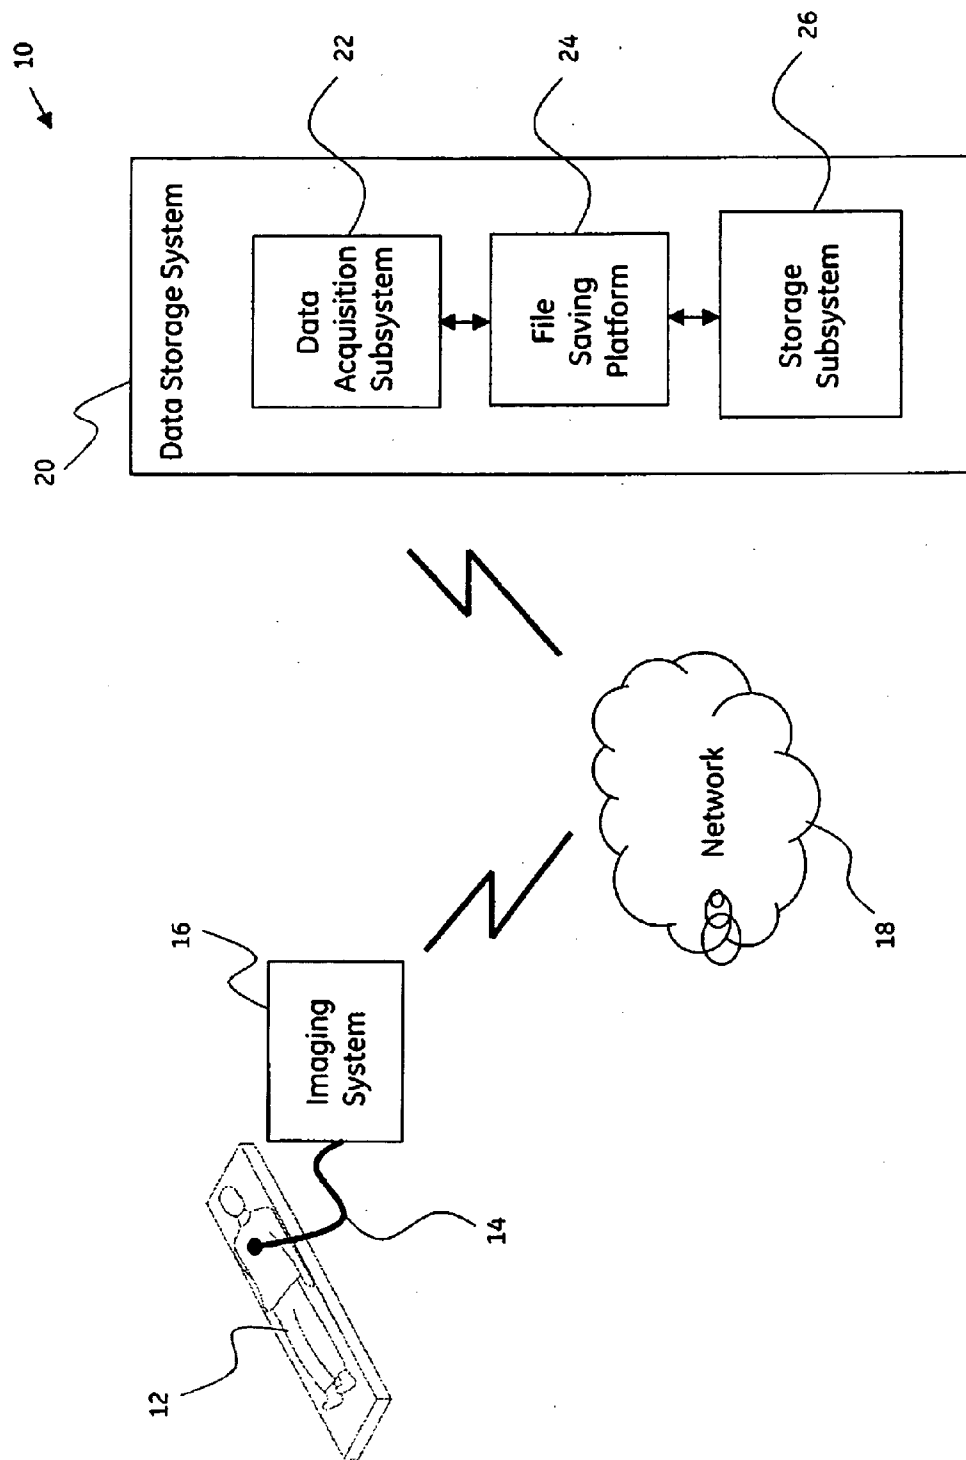 10
20
Data Storage System
22
Data
Acquisition
Subsystem
24
File
Saving
Platform
26
Storage
Subsystem
16
Imaging
System
12
14
Network
18